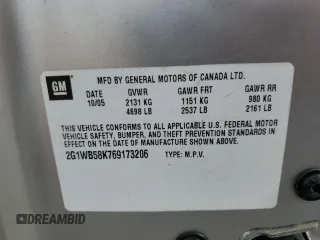 GM
MFD BY GENERAL MOTORS OF CANADA LTD.
DATE GVWR GAWR FRT GAWR RR
10/05 2131 KG 1151 KG 980 KG
4698 LB 2537 LB 2161 LB
THIS VEHICLE CONFORMS TO ALL APPLICABLE U.S. FEDERAL MOTOR
VEHICLE SAFETY, BUMPER, AND THEFT PREVENTION STANDARDS IN
EFFECT ON THE DATE OF MANUFACTURE SHOWN ABOVE.
2G1WB58K769173206 TYPE: M.P.V.
DREAMBID